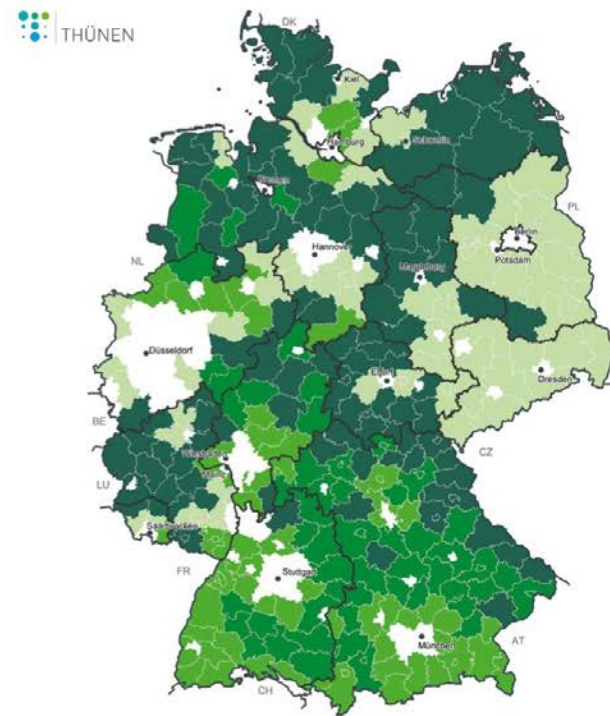 THÜNEN
DK
Kiel
Schwerin
Hamburg
Bremen
PL
Berlin
Potsdam
NL
Hannover
Magdeburg
Düsseldorf
Erfurt
Dresden
BE
CZ
Wiesbaden
Mainz
LU
Saarbrücken
FR
Stuttgart
München
AT
CH